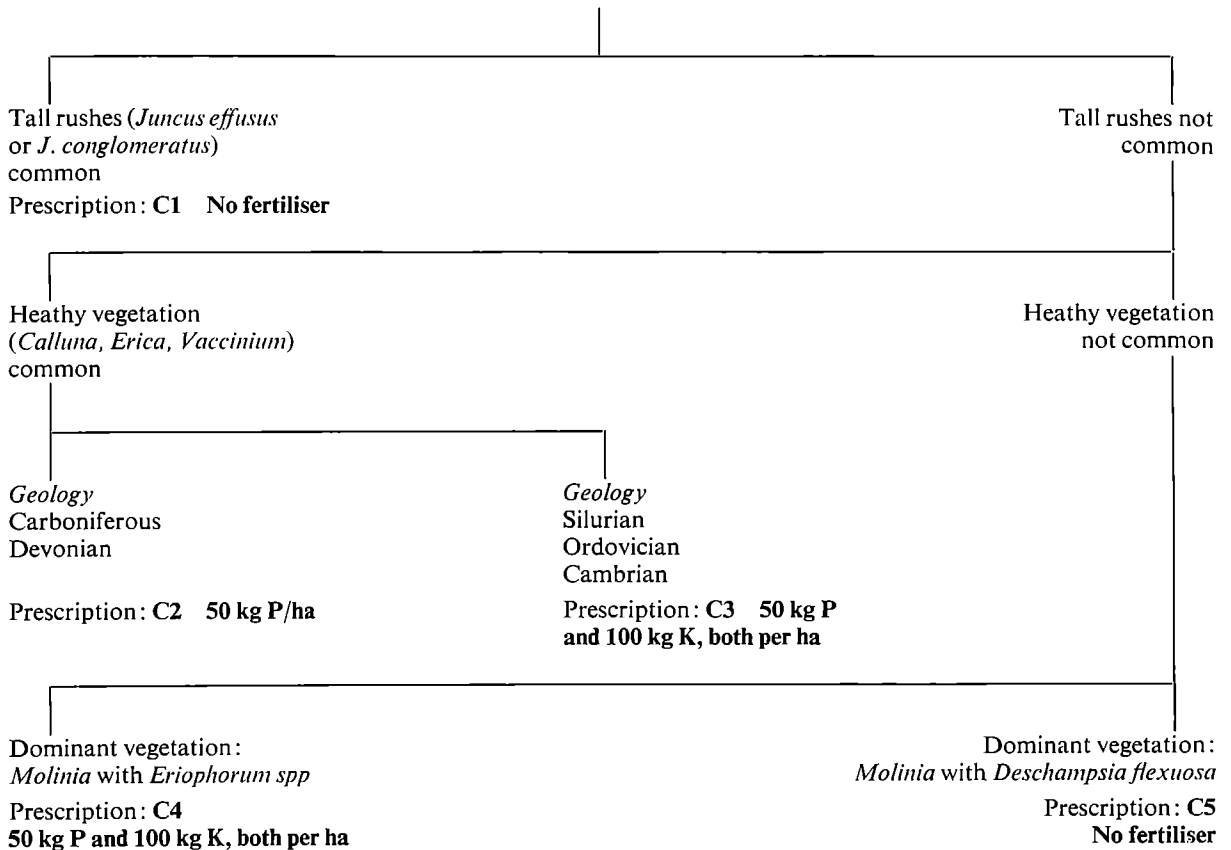 Tall rushes (Juncus effusus
or J. conglomeratus)
common
Prescription: C1 No fertiliser
Tall rushes not
common
Heathy vegetation
(Calluna, Erica, Vaccinium)
common
Heathy vegetation
not common
Geology
Carboniferous
Devonian
Prescription: C2 50 kg P/ha
Geology
Silurian
Ordovician
Cambrian
Prescription: C3 50 kg P
and 100 kg K, both per ha
Dominant vegetation:
Molinia with Eriophorum spp
Prescription: C4
50 kg P and 100 kg K, both per ha
Dominant vegetation:
Molinia with Deschampsia flexuosa
Prescription: C5
No fertiliser